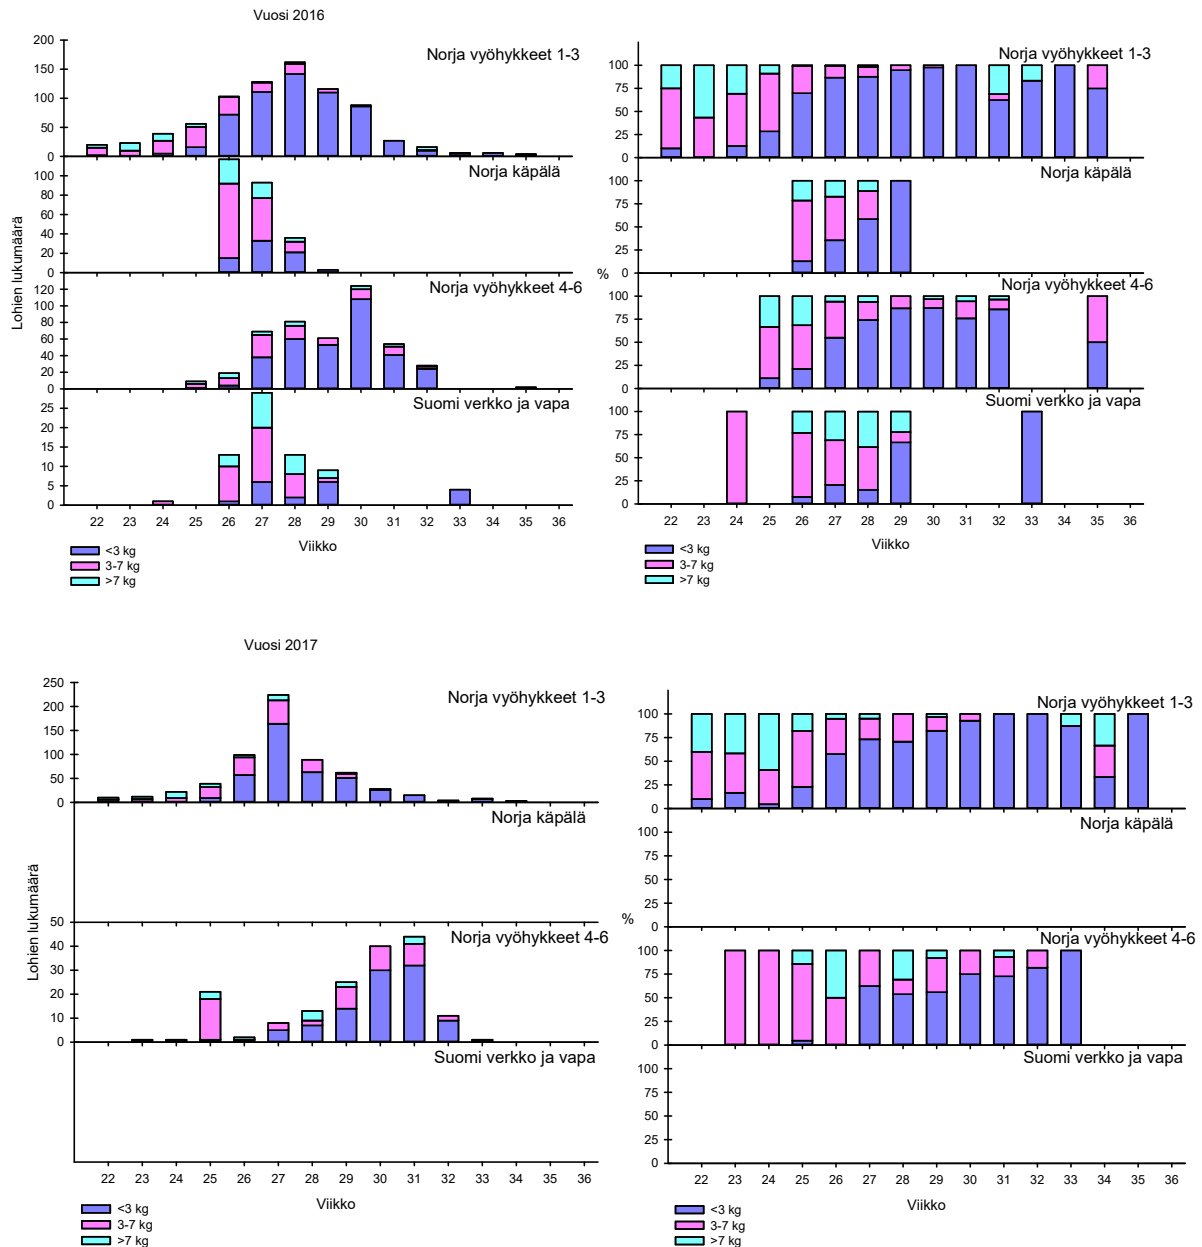 Vuosi 2016
Norja vyöhykkeet 1-3
200
150
100
50
0
Norja käpälä
100
80
60
40
20
0
Norja vyöhykkeet 4-6
120
100
80
60
40
20
0
Suomi verkko ja vapa
25
20
15
10
5
0
22 23 24 25 26 27 28 29 30 31 32 33 34 35 36
Lohien lukumäärä
Viikko
<3 kg
3-7 kg
>7 kg
Norja vyöhykkeet 1-3
100
75
50
25
0
Norja käpälä
100
75
50
25
0
%
Norja vyöhykkeet 4-6
100
75
50
25
0
Suomi verkko ja vapa
100
75
50
25
0
22 23 24 25 26 27 28 29 30 31 32 33 34 35 36
Viikko
<3 kg
3-7 kg
>7 kg
Vuosi 2017
Norja vyöhykkeet 1-3
250
200
150
100
50
0
Norja käpälä
50
Norja vyöhykkeet 4-6
40
30
20
10
0
Suomi verkko ja vapa
22 23 24 25 26 27 28 29 30 31 32 33 34 35 36
Lohien lukumäärä
Viikko
<3 kg
3-7 kg
>7 kg
Norja vyöhykkeet 1-3
100
75
50
25
0
Norja käpälä
100
75
50
25
0
%
Norja vyöhykkeet 4-6
100
75
50
25
0
Suomi verkko ja vapa
100
75
50
25
0
22 23 24 25 26 27 28 29 30 31 32 33 34 35 36
Viikko
<3 kg
3-7 kg
>7 kg